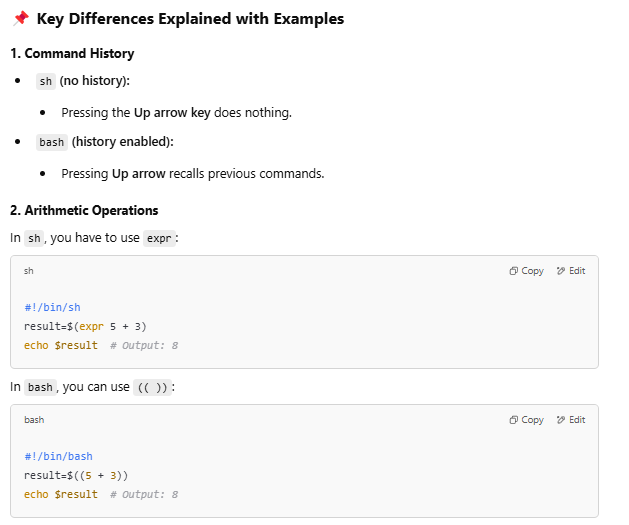 📌 Key Differences Explained with Examples
1. Command History
• sh (no history):
• Pressing the Up arrow key does nothing.
• bash (history enabled):
• Pressing Up arrow recalls previous commands.
2. Arithmetic Operations
In sh, you have to use expr:
sh Copy Edit
#!/bin/sh
result=$(expr 5 + 3)
echo $result  # Output: 8
In bash, you can use (( )):
bash Copy Edit
#!/bin/bash
result=$((5 + 3))
echo $result  # Output: 8